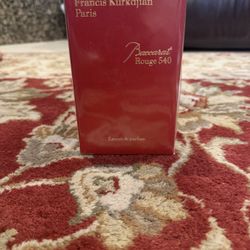 Francis Kurkdjian
Paris
Baccarat
Rouge 540
Extrait de parfum